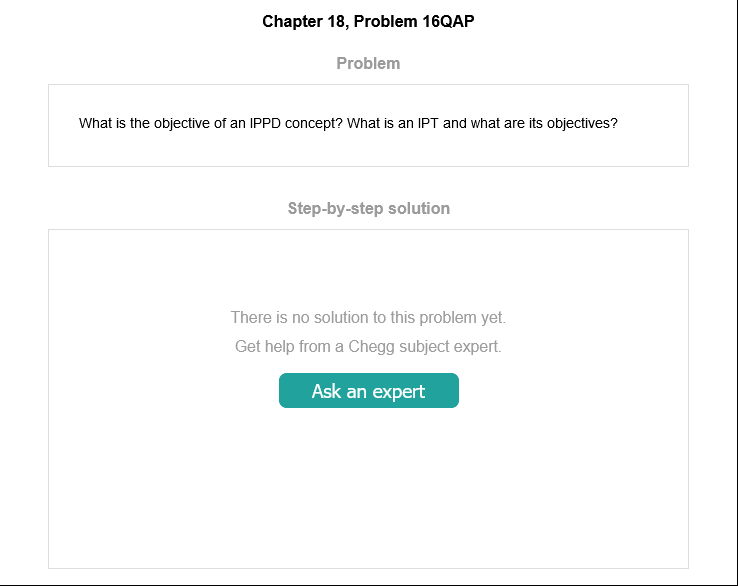 Chapter 18, Problem 16QAP
Problem
What is the objective of an IPPD concept? What is an IPT and what are its objectives?
Step-by-step solution
There is no solution to this problem yet.
Get help from a Chegg subject expert.
Ask an expert